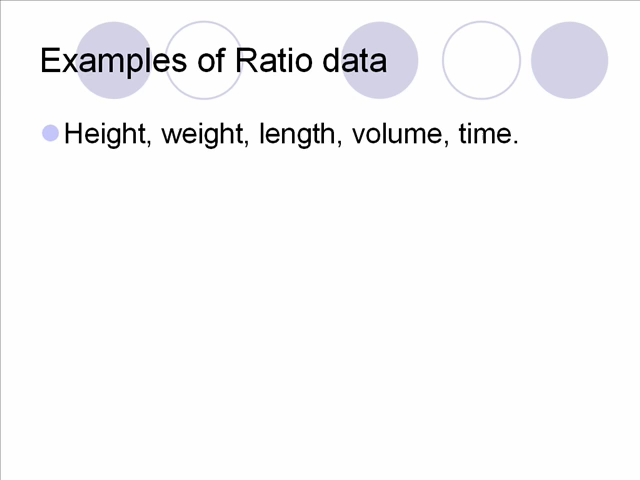 Examples of Ratio data
Height, weight, length, volume, time.